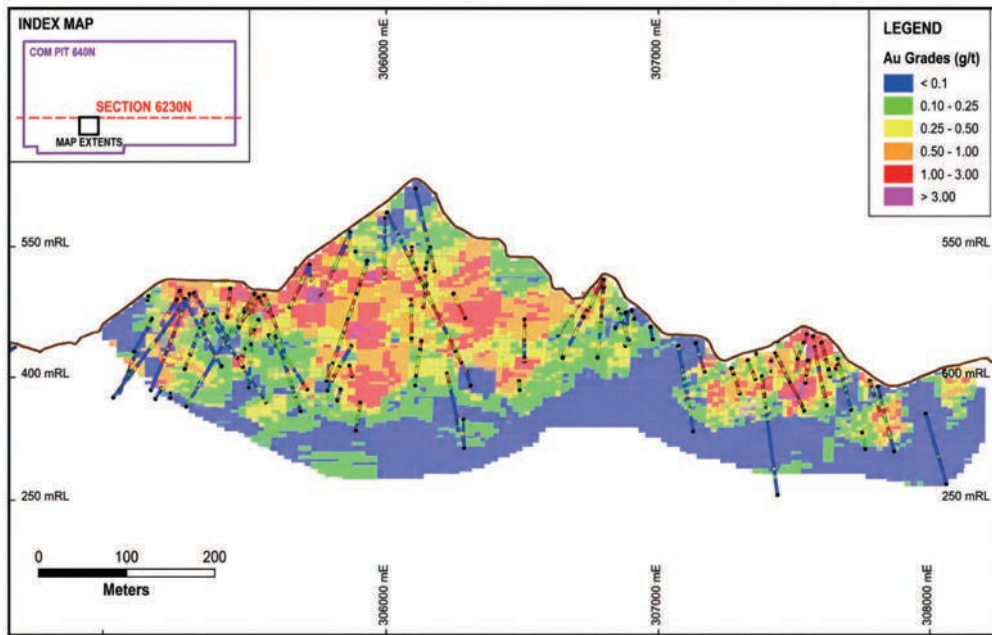 INDEX MAP
COM PIT 640N
SECTION 6230N
MAP EXTENTS
306000 mE
307000 mE
LEGEND
Au Grades (g/t)
< 0.1
0.10 - 0.25
0.25 - 0.50
0.50 - 1.00
1.00 - 3.00
> 3.00
550 mRL
550 mRL
400 mRL
600 mRL
250 mRL
250 mRL
0 100 200
Meters
306000 mE
307000 mE
308000 mE